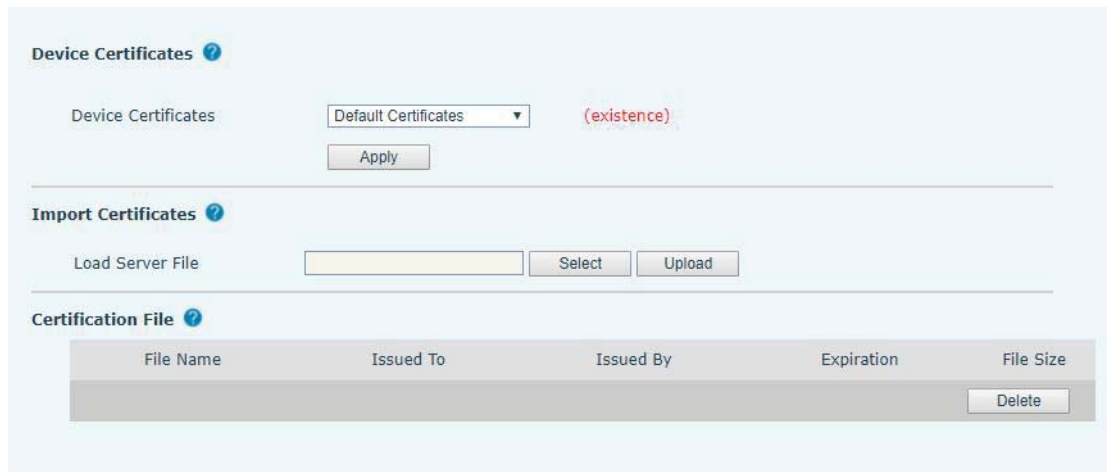 Device Certificates ?
Device Certificates Default Certificates ▼ (existence)
Apply
Import Certificates ?
Load Server File Select Upload
Certification File ?
File Name Issued To Issued By Expiration File Size
Delete